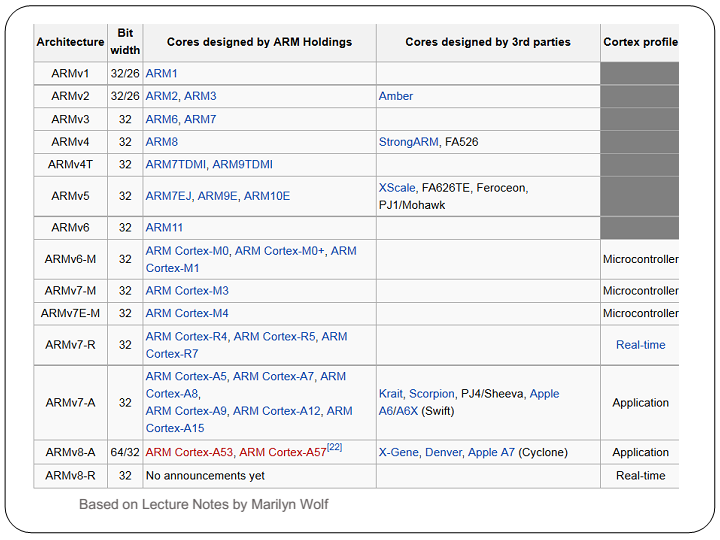 Architecture Bit width Cores designed by ARM Holdings Cores designed by 3rd parties Cortex profile
ARMv1 32/26 ARM1
ARMv2 32/26 ARM2, ARM3 Amber
ARMv3 32 ARM6, ARM7
ARMv4 32 ARM8 StrongARM, FA526
ARMv4T 32 ARM7TDMI, ARM9TDMI
ARMv5 32 ARM7EJ, ARM9E, ARM10E XScale, FA626TE, Feroceon,
PJ1/Mohawk
ARMv6 32 ARM11
ARMv6-M 32 ARM Cortex-M0, ARM Cortex-M0+, ARM
Cortex-M1 Microcontroller
ARMv7-M 32 ARM Cortex-M3 Microcontroller
ARMv7E-M 32 ARM Cortex-M4 Microcontroller
ARMv7-R 32 ARM Cortex-R4, ARM Cortex-R5, ARM
Cortex-R7 Real-time
ARMv7-A 32 ARM Cortex-A5, ARM Cortex-A7, ARM
Cortex-A8,
ARM Cortex-A9, ARM Cortex-A12, ARM
Cortex-A15 Krait, Scorpion, PJ4/Sheeva, Apple
A6/A6X (Swift) Application
ARMv8-A 64/32 ARM Cortex-A53, ARM Cortex-A57[22] X-Gene, Denver, Apple A7 (Cyclone) Application
ARMv8-R 32 No announcements yet Real-time
Based on Lecture Notes by Marilyn Wolf